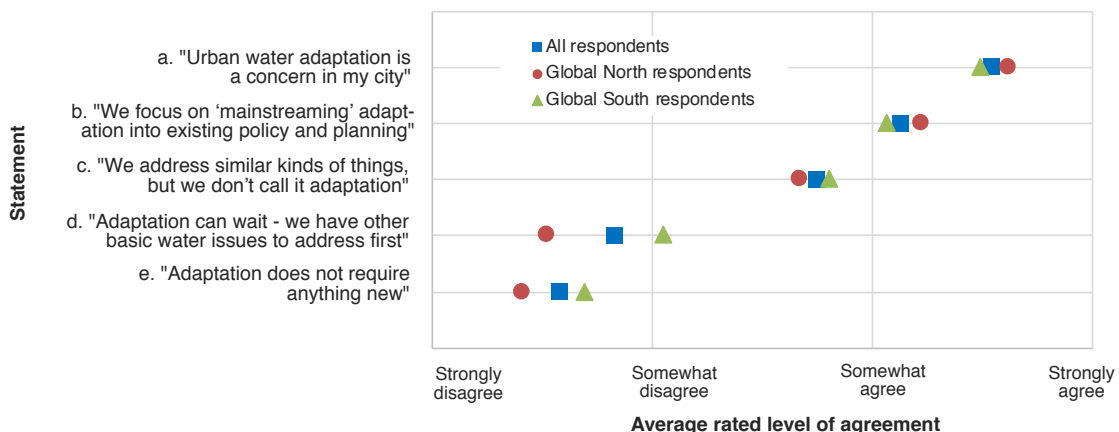 Statement
a. "Urban water adaptation is
a concern in my city"
b. "We focus on ‘mainstreaming’ adapt-
ation into existing policy and planning"
c. "We address similar kinds of things,
but we don’t call it adaptation"
d. "Adaptation can wait - we have other
basic water issues to address first"
e. "Adaptation does not require
anything new"
All respondents
Global North respondents
Global South respondents
Strongly
disagree
Somewhat
disagree
Somewhat
agree
Strongly
agree
Average rated level of agreement